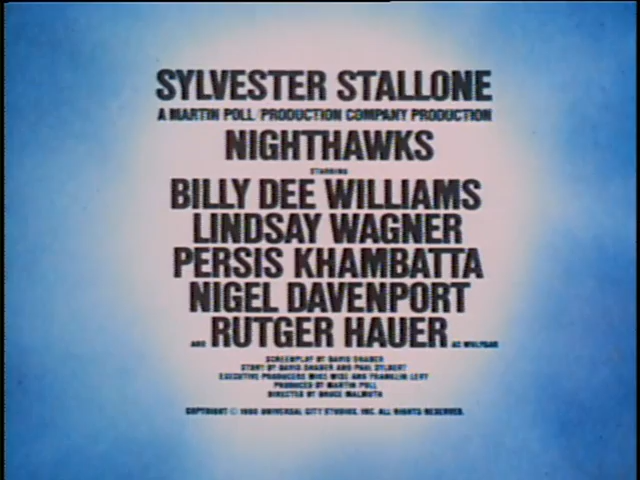 SYLVESTER STALLONE
A MARTIN POLL/PRODUCTION COMPANY PRODUCTION
NIGHTHAWKS
STARRING
BILLY DEE WILLIAMS
LINDSAY WAGNER
PERSIS KHAMBATTA
NIGEL DAVENPORT
AND RUTGER HAUER AS WULFGAR
SCREENPLAY BY DAVID SHABER
STORY BY DAVID SHABER AND PAUL SYLBERT
EXECUTIVE PRODUCERS MIKE WISE AND FRANKLIN LEVY
PRODUCED BY MARTIN POLL
DIRECTED BY BRUCE MALMUTH
COPYRIGHT © 1980 UNIVERSAL CITY STUDIOS, INC. ALL RIGHTS RESERVED.